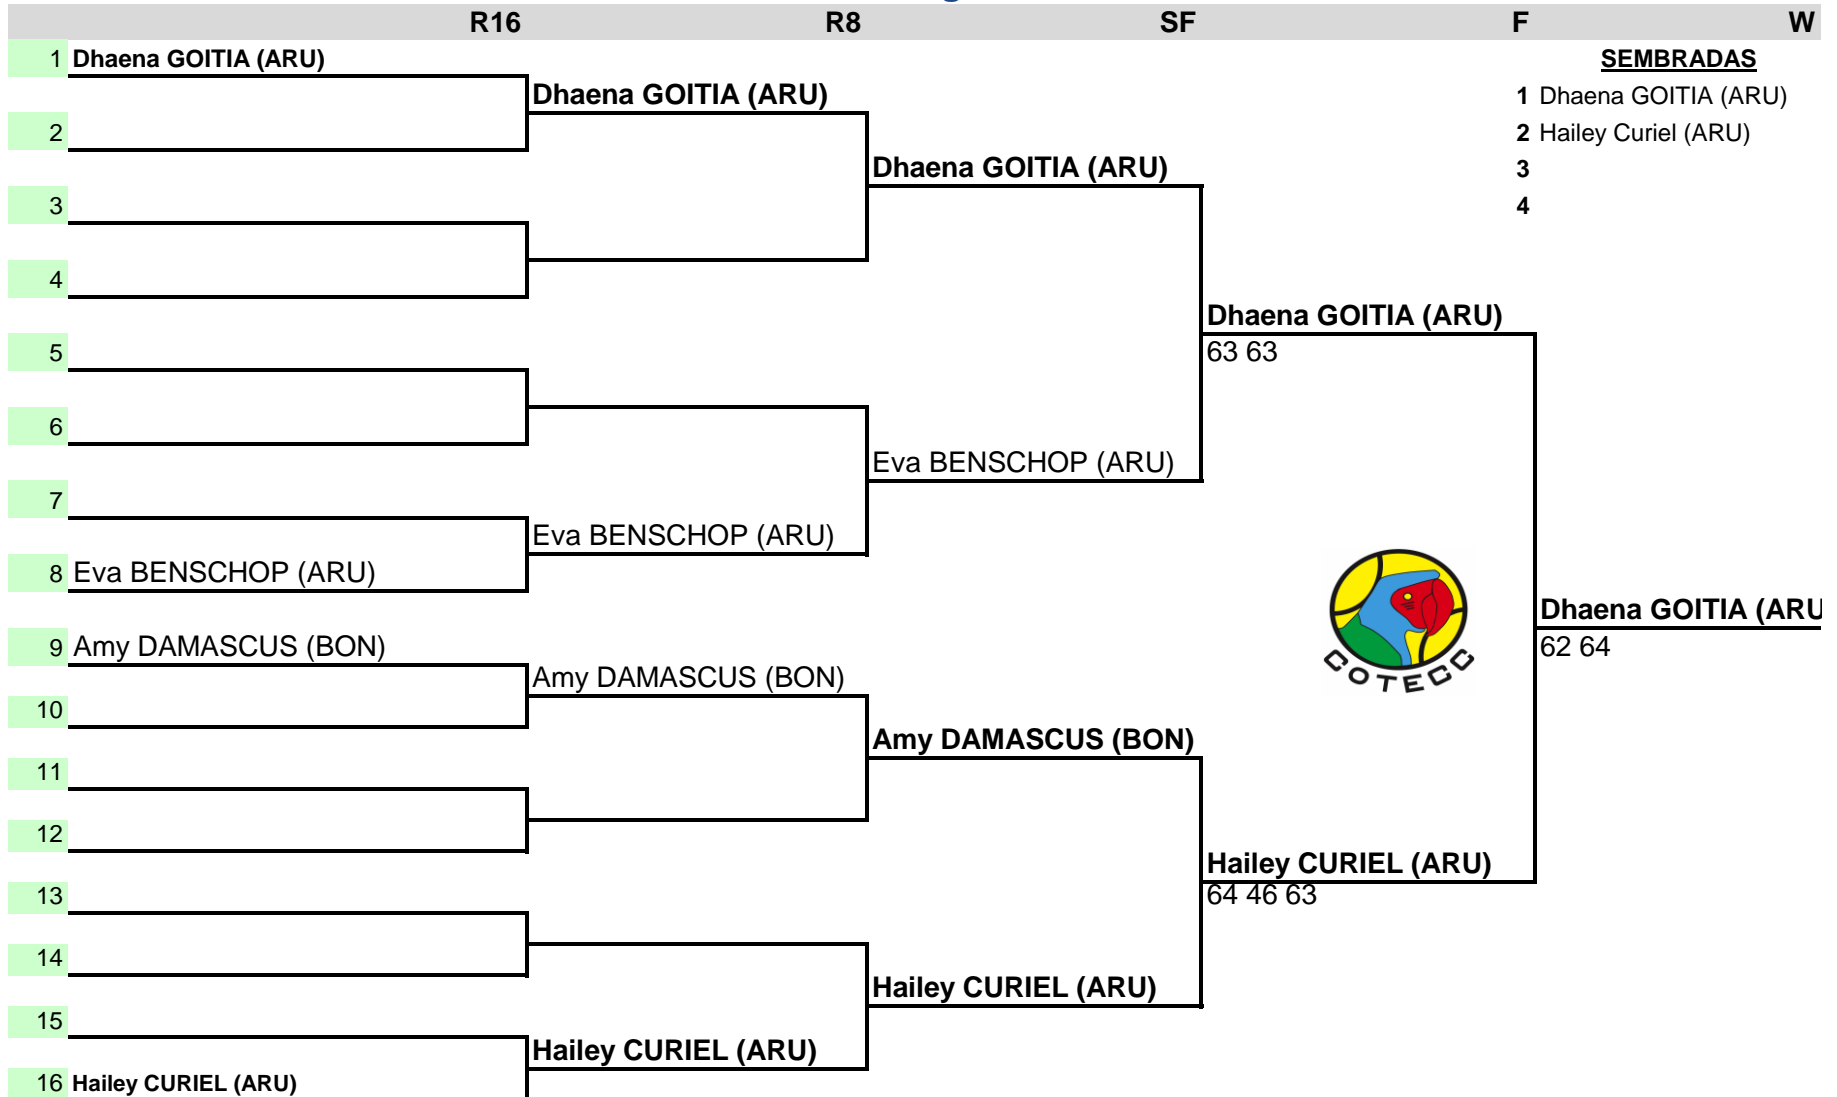 R16 R8 SF F W
1 Dhaena GOITIA (ARU)
SEMBRADAS
Dhaena GOITIA (ARU)
1 Dhaena GOITIA (ARU)
2
2 Hailey Curiel (ARU)
Dhaena GOITIA (ARU)
3
3
4
4
Dhaena GOITIA (ARU)
5
63 63
6
Eva BENSCHOP (ARU)
7
Eva BENSCHOP (ARU)
8 Eva BENSCHOP (ARU)
Dhaena GOITIA (ARU
9 Amy DAMASCUS (BON)
62 64
COTECC
Amy DAMASCUS (BON)
10
Amy DAMASCUS (BON)
11
12
Hailey CURIEL (ARU)
13
64 46 63
14
Hailey CURIEL (ARU)
15
Hailey CURIEL (ARU)
16 Hailey CURIEL (ARU)